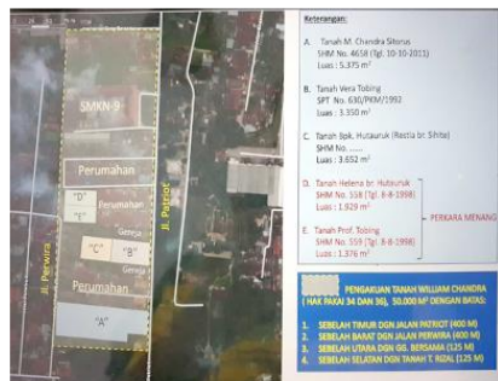 SMKN-9
Perumahan
"D"
Perumahan
"E"
Gereja
"C"
"B"
Gereja
Perumahan
"A"
Jl. Perwira
Jl. Patriot
Keterangan:
A. Tanah M. Chandra Sitorus
SHM No. 4658 (Tgl. 10-10-2011)
Luas : 5.375 m²
B. Tanah Vera Tobing
SPT No. 630/PKM/1992
Luas : 3.350 m²
C. Tanah Bpk. Hutauruk (Rostia br. Sihite)
SHM No. ......
Luas : 3.652 m²
D. Tanah Helena br. Hutauruk
SHM No. 558 (Tgl. 8-8-1998)
Luas : 1.929 m²
E. Tanah Prof. Tobing
SHM No. 559 (Tgl. 8-8-1998)
Luas : 1.376 m²
PERKARA MENANG
PENGAKUAN TANAH WILLIAM CHANDRA
( HAK PAKAI 34 DAN 36), 50.000 M² DENGAN BATAS:
1. SEBELAH TIMUR DGN JALAN PATRIOT (400 M)
2. SEBELAH BARAT DGN JALAN PERWIRA (400 M)
3. SEBELAH UTARA DGN GG. BERSAMA (125 M)
4. SEBELAH SELATAN DGN TANAH T. RIZAL (125 M)